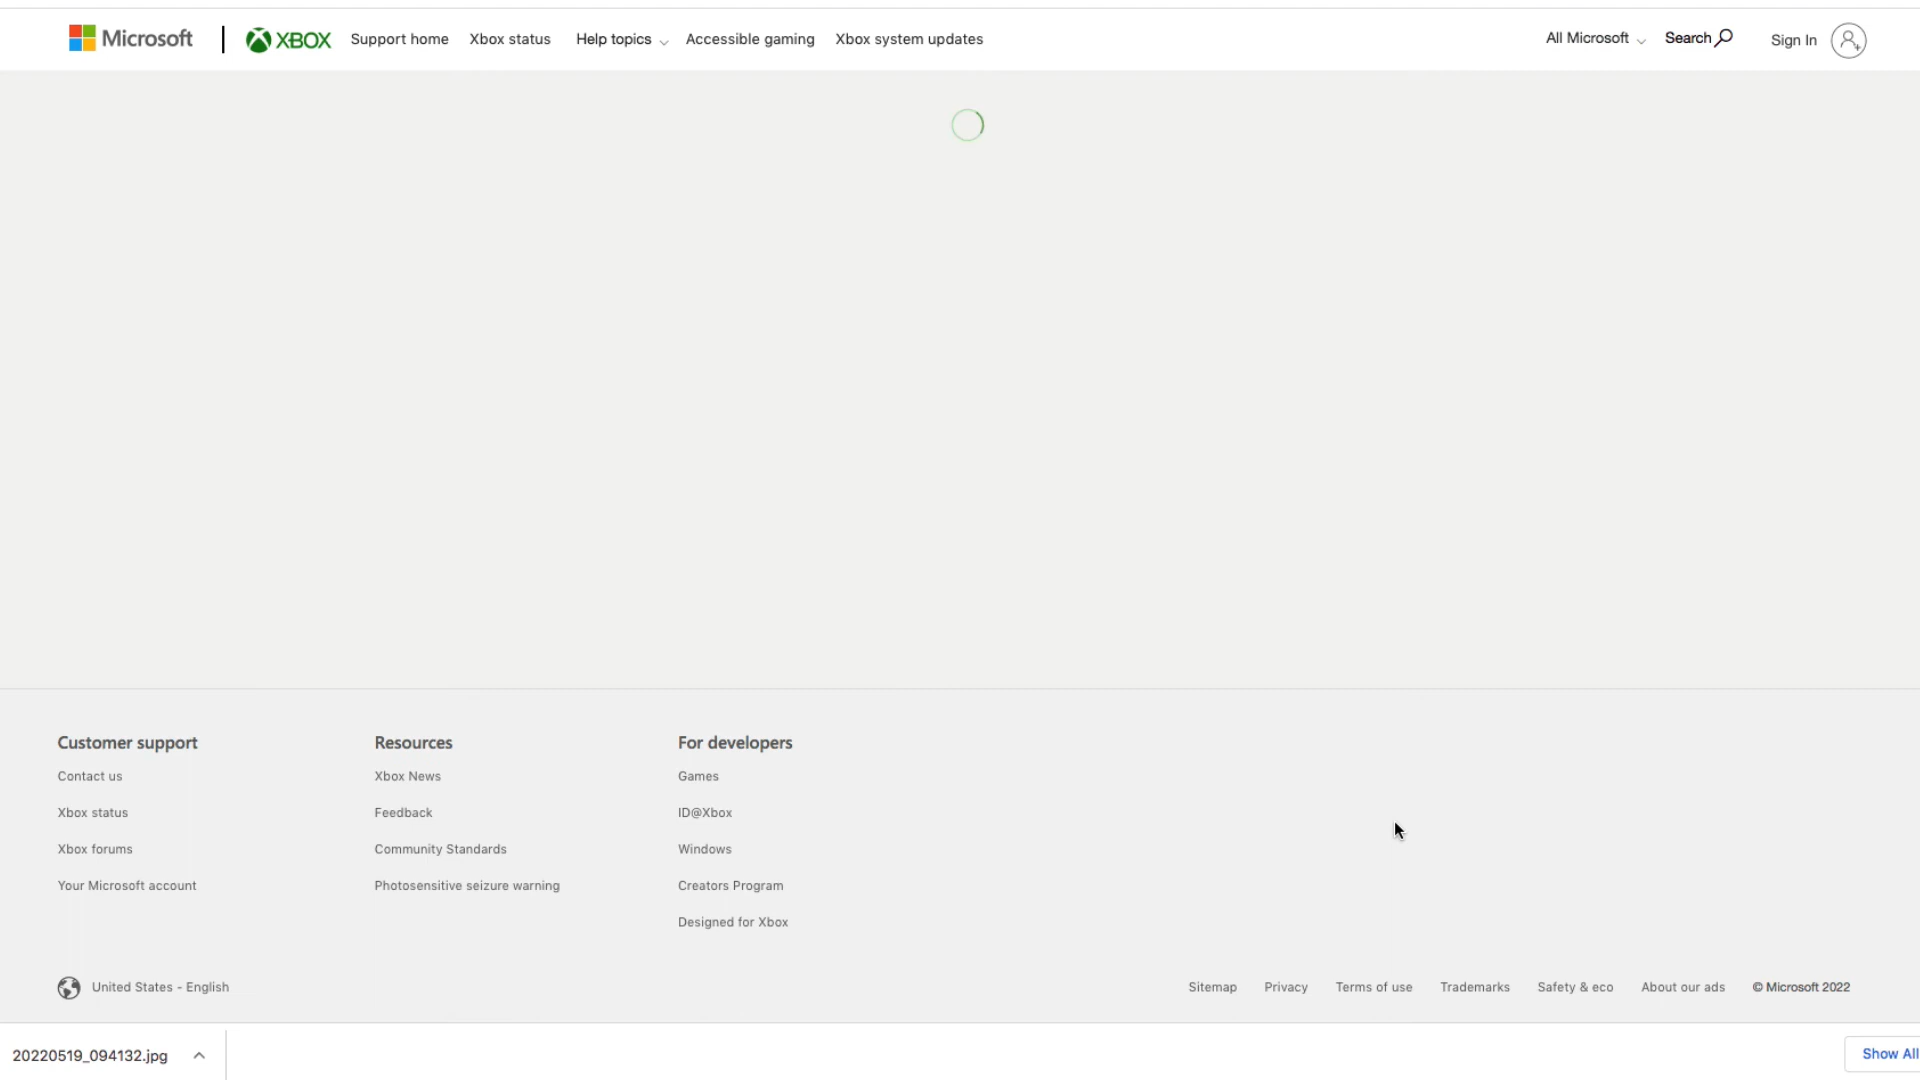 Microsoft
XBOX
Support home
Xbox status
Help topics
Accessible gaming
Xbox system updates
All Microsoft
Search
Sign In
Customer support
Contact us
Xbox status
Xbox forums
Your Microsoft account
Resources
Xbox News
Feedback
Community Standards
Photosensitive seizure warning
For developers
Games
ID@Xbox
Windows
Creators Program
Designed for Xbox
United States - English
Sitemap
Privacy
Terms of use
Trademarks
Safety & eco
About our ads
© Microsoft 2022
20220519_094132.jpg
Show All